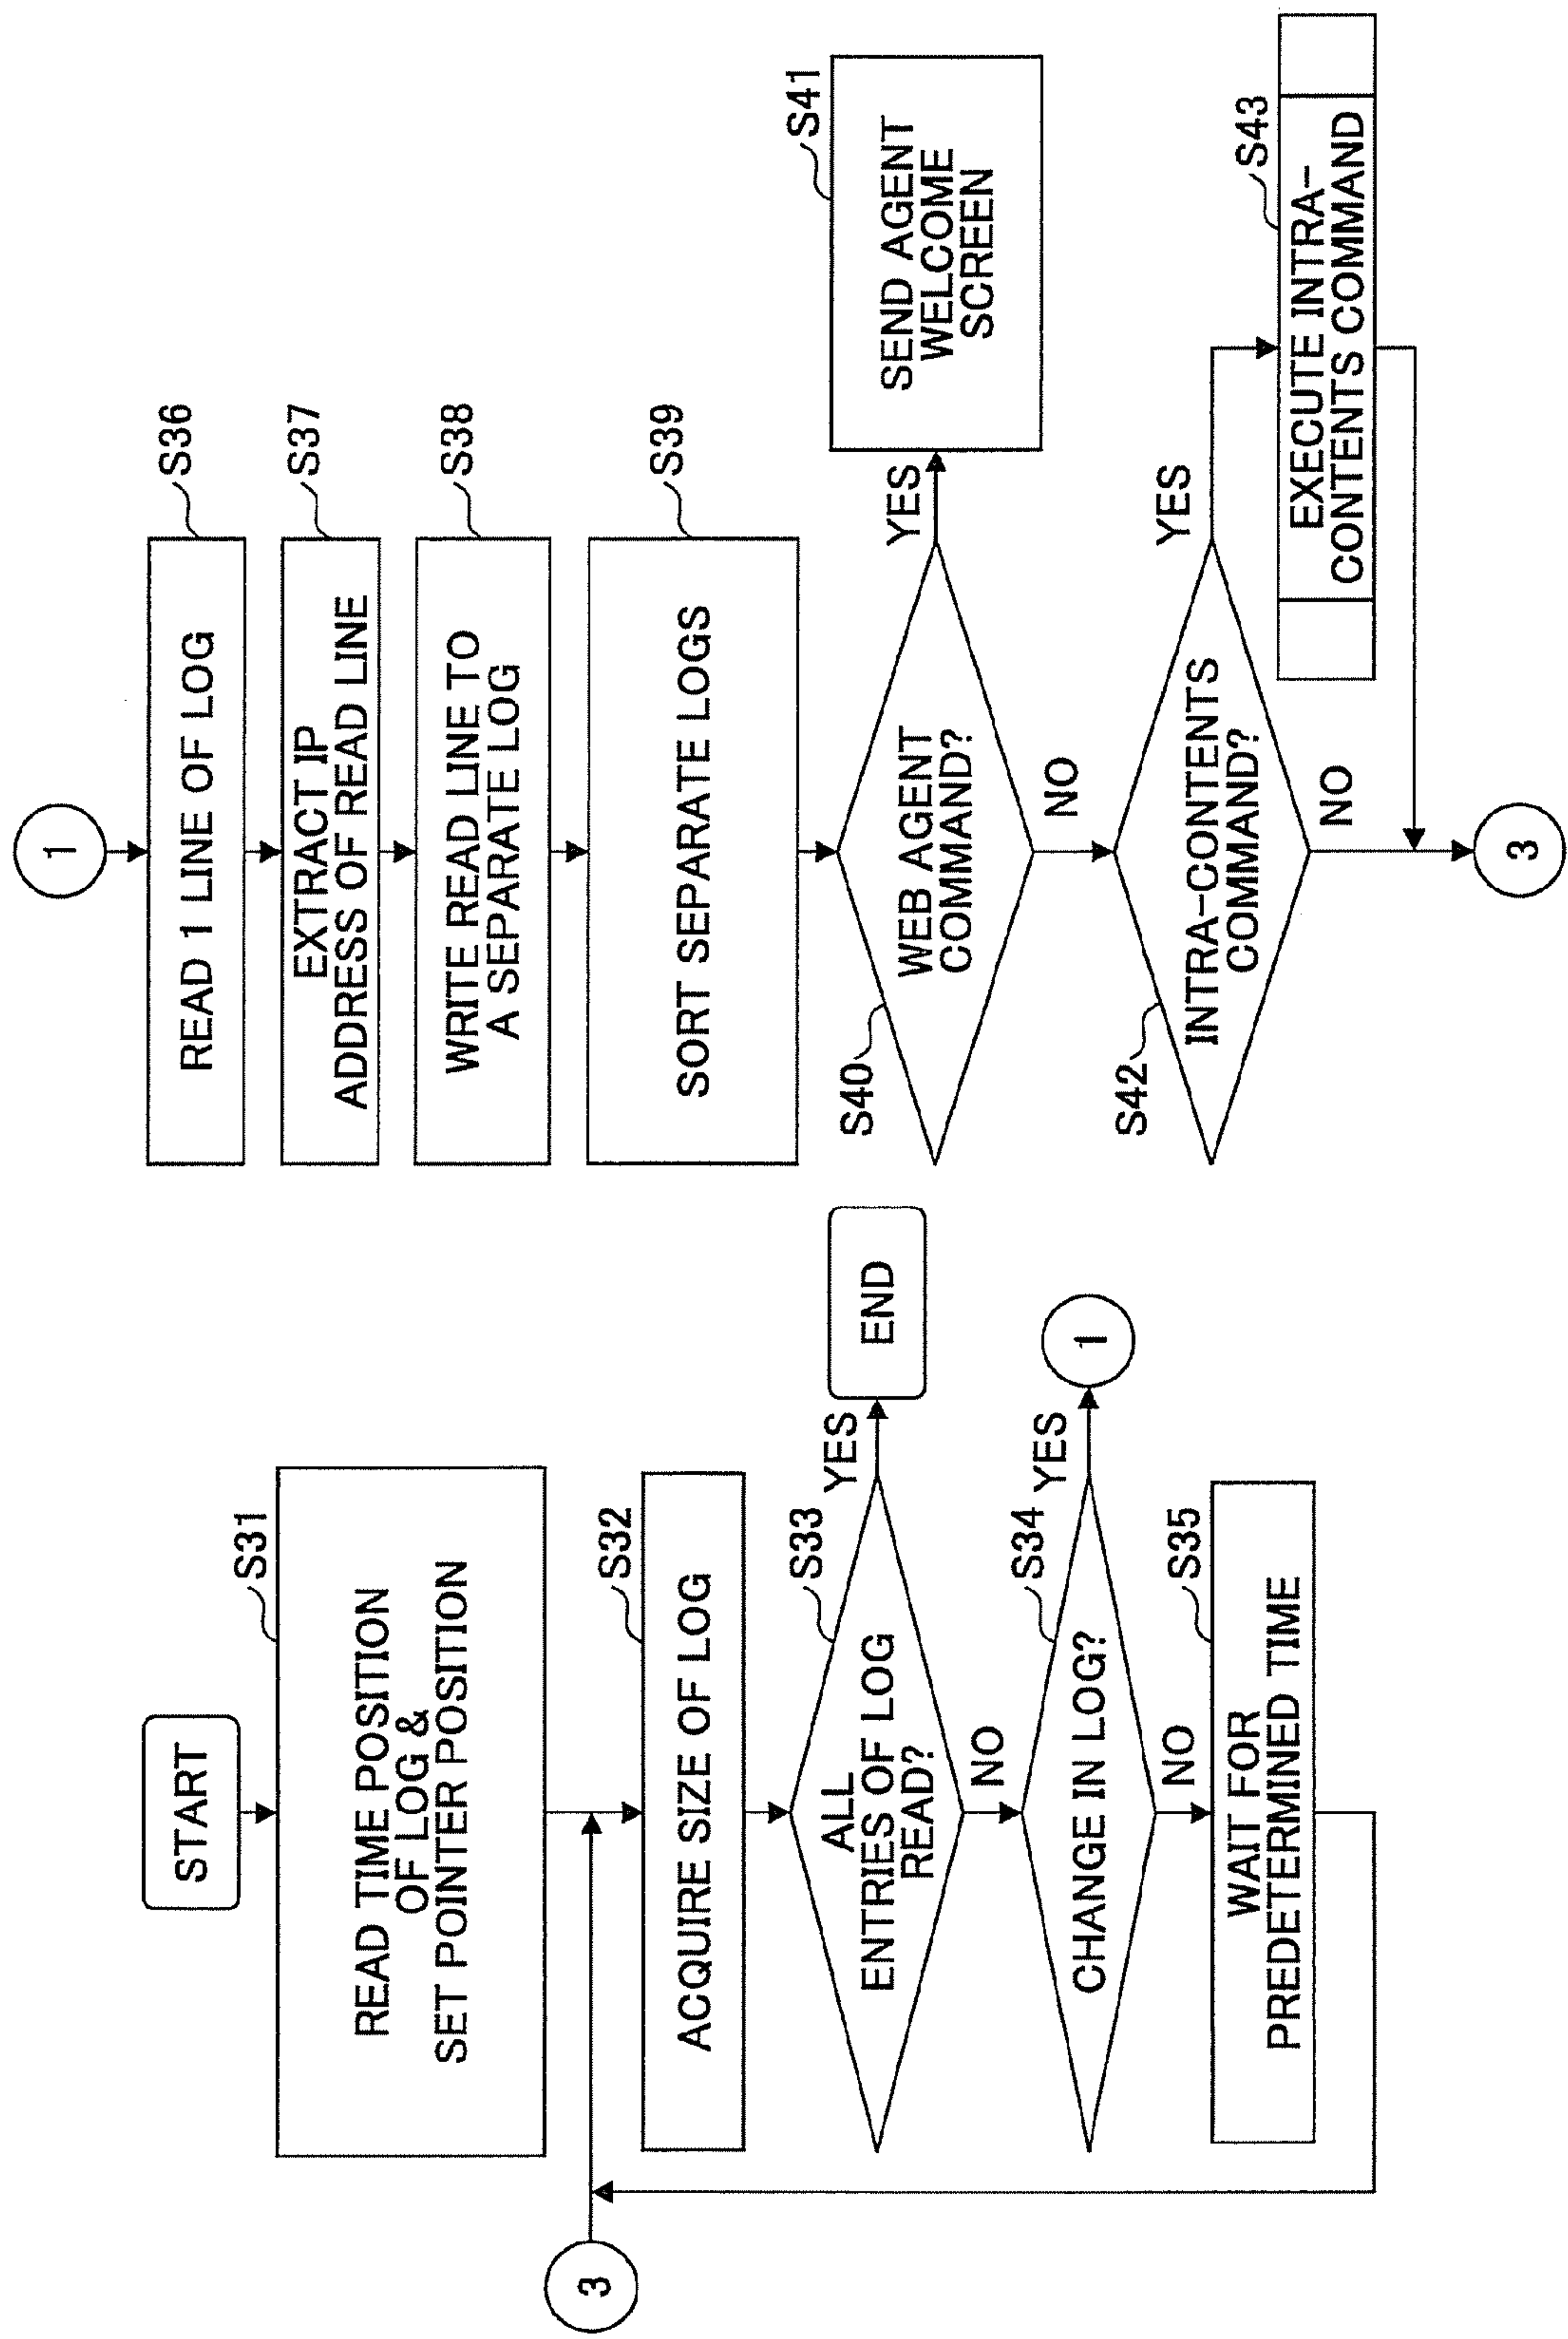 START
S31
READ TIME POSITION
OF LOG &
SET POINTER POSITION
3
S32
ACQUIRE SIZE OF LOG
S33
ALL
ENTRIES OF LOG
READ?
YES
END
NO
S34
CHANGE IN LOG?
YES
1
NO
S35
WAIT FOR
PREDETERMINED TIME
1
S36
READ 1 LINE OF LOG
S37
EXTRACT IP
ADDRESS OF READ LINE
S38
WRITE READ LINE TO
A SEPARATE LOG
S39
SORT SEPARATE LOGS
S40
WEB AGENT
COMMAND?
YES
S41
SEND AGENT
WELCOME
SCREEN
NO
S42
INTRA-CONTENTS
COMMAND?
YES
S43
EXECUTE INTRA-
CONTENTS COMMAND
NO
3